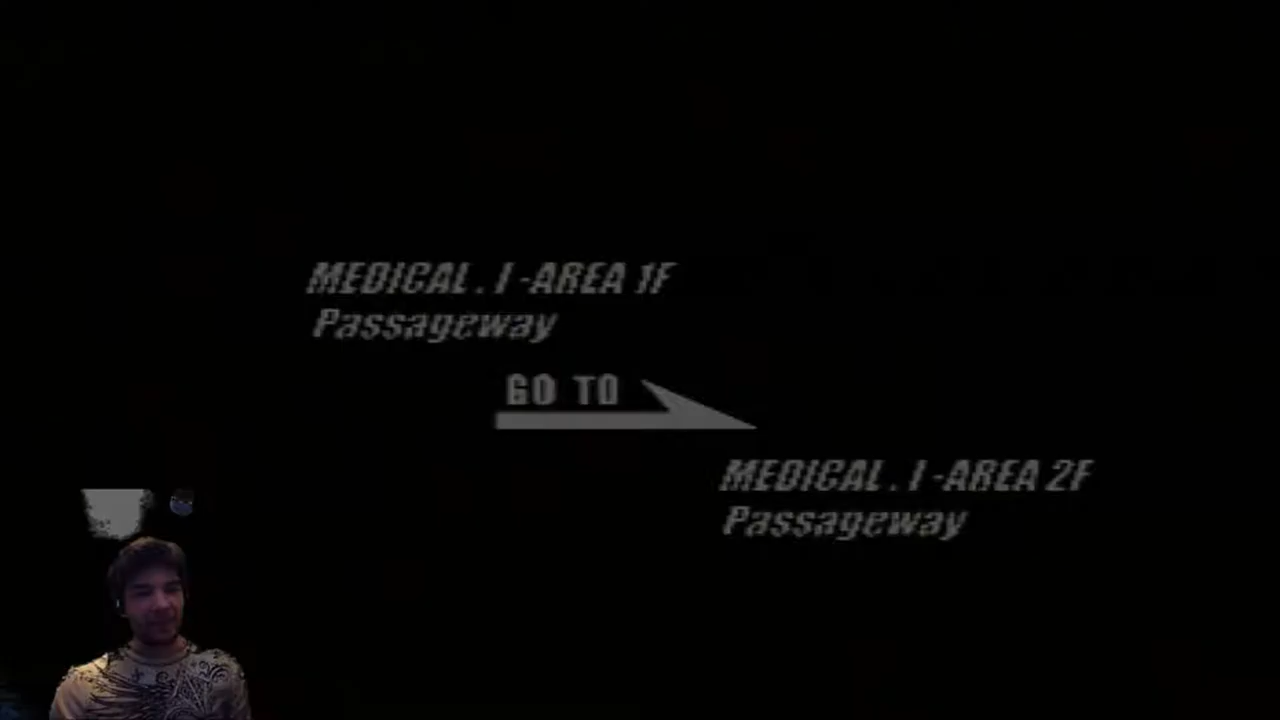 MEDICAL . I -AREA 1F
Passageway
GO TO
MEDICAL . I -AREA 2F
Passageway